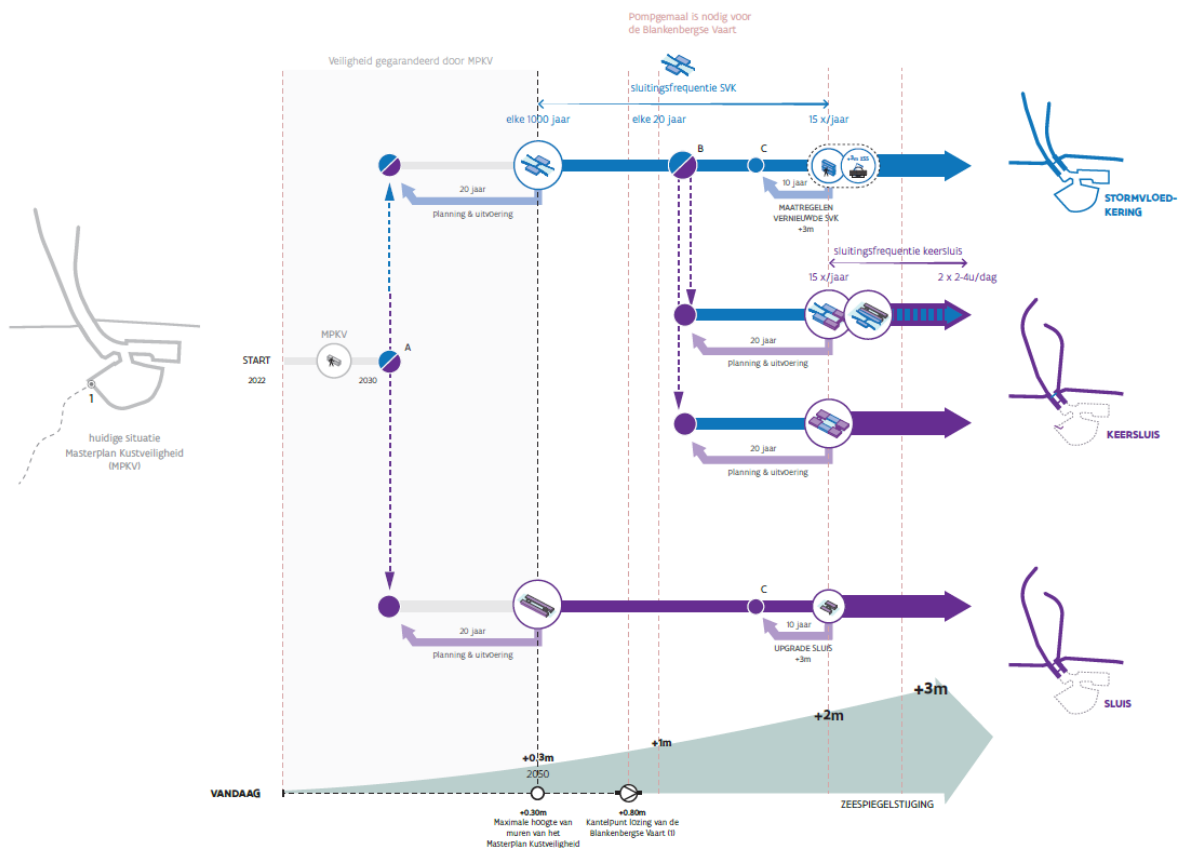 Pompgemaal is nodig voor
de Blankenbergse Vaart
Veiligheid gegarandeerd door MPKV
sluitingsfrequentie SVK
elke 1000 jaar
elke 20 jaar
15 x/jaar
B
C
+3m ZSS
20 jaar
planning & uitvoering
10 jaar
MAATREGELEN
VERNIEUWDE SVK
+3m
STORMVLOED-
KERING
sluitingsfrequentie keersluis
15 x/jaar
2 x 2-4u/dag
20 jaar
planning & uitvoering
MPKV
START
A
2022
2030
1
huidige situatie
Masterplan Kustveiligheid
(MPKV)
20 jaar
planning & uitvoering
KEERSLUIS
C
20 jaar
planning & uitvoering
10 jaar
UPGRADE SLUIS
+3m
SLUIS
+3m
+2m
+1m
+0.3m
2050
VANDAAG
ZEESPIEGELSTIJGING
+0.30m
Maximale hoogte van
muren van het
Masterplan Kustveiligheid
+0.80m
Kantelpunt lozing van de
Blankenbergse Vaart (1)